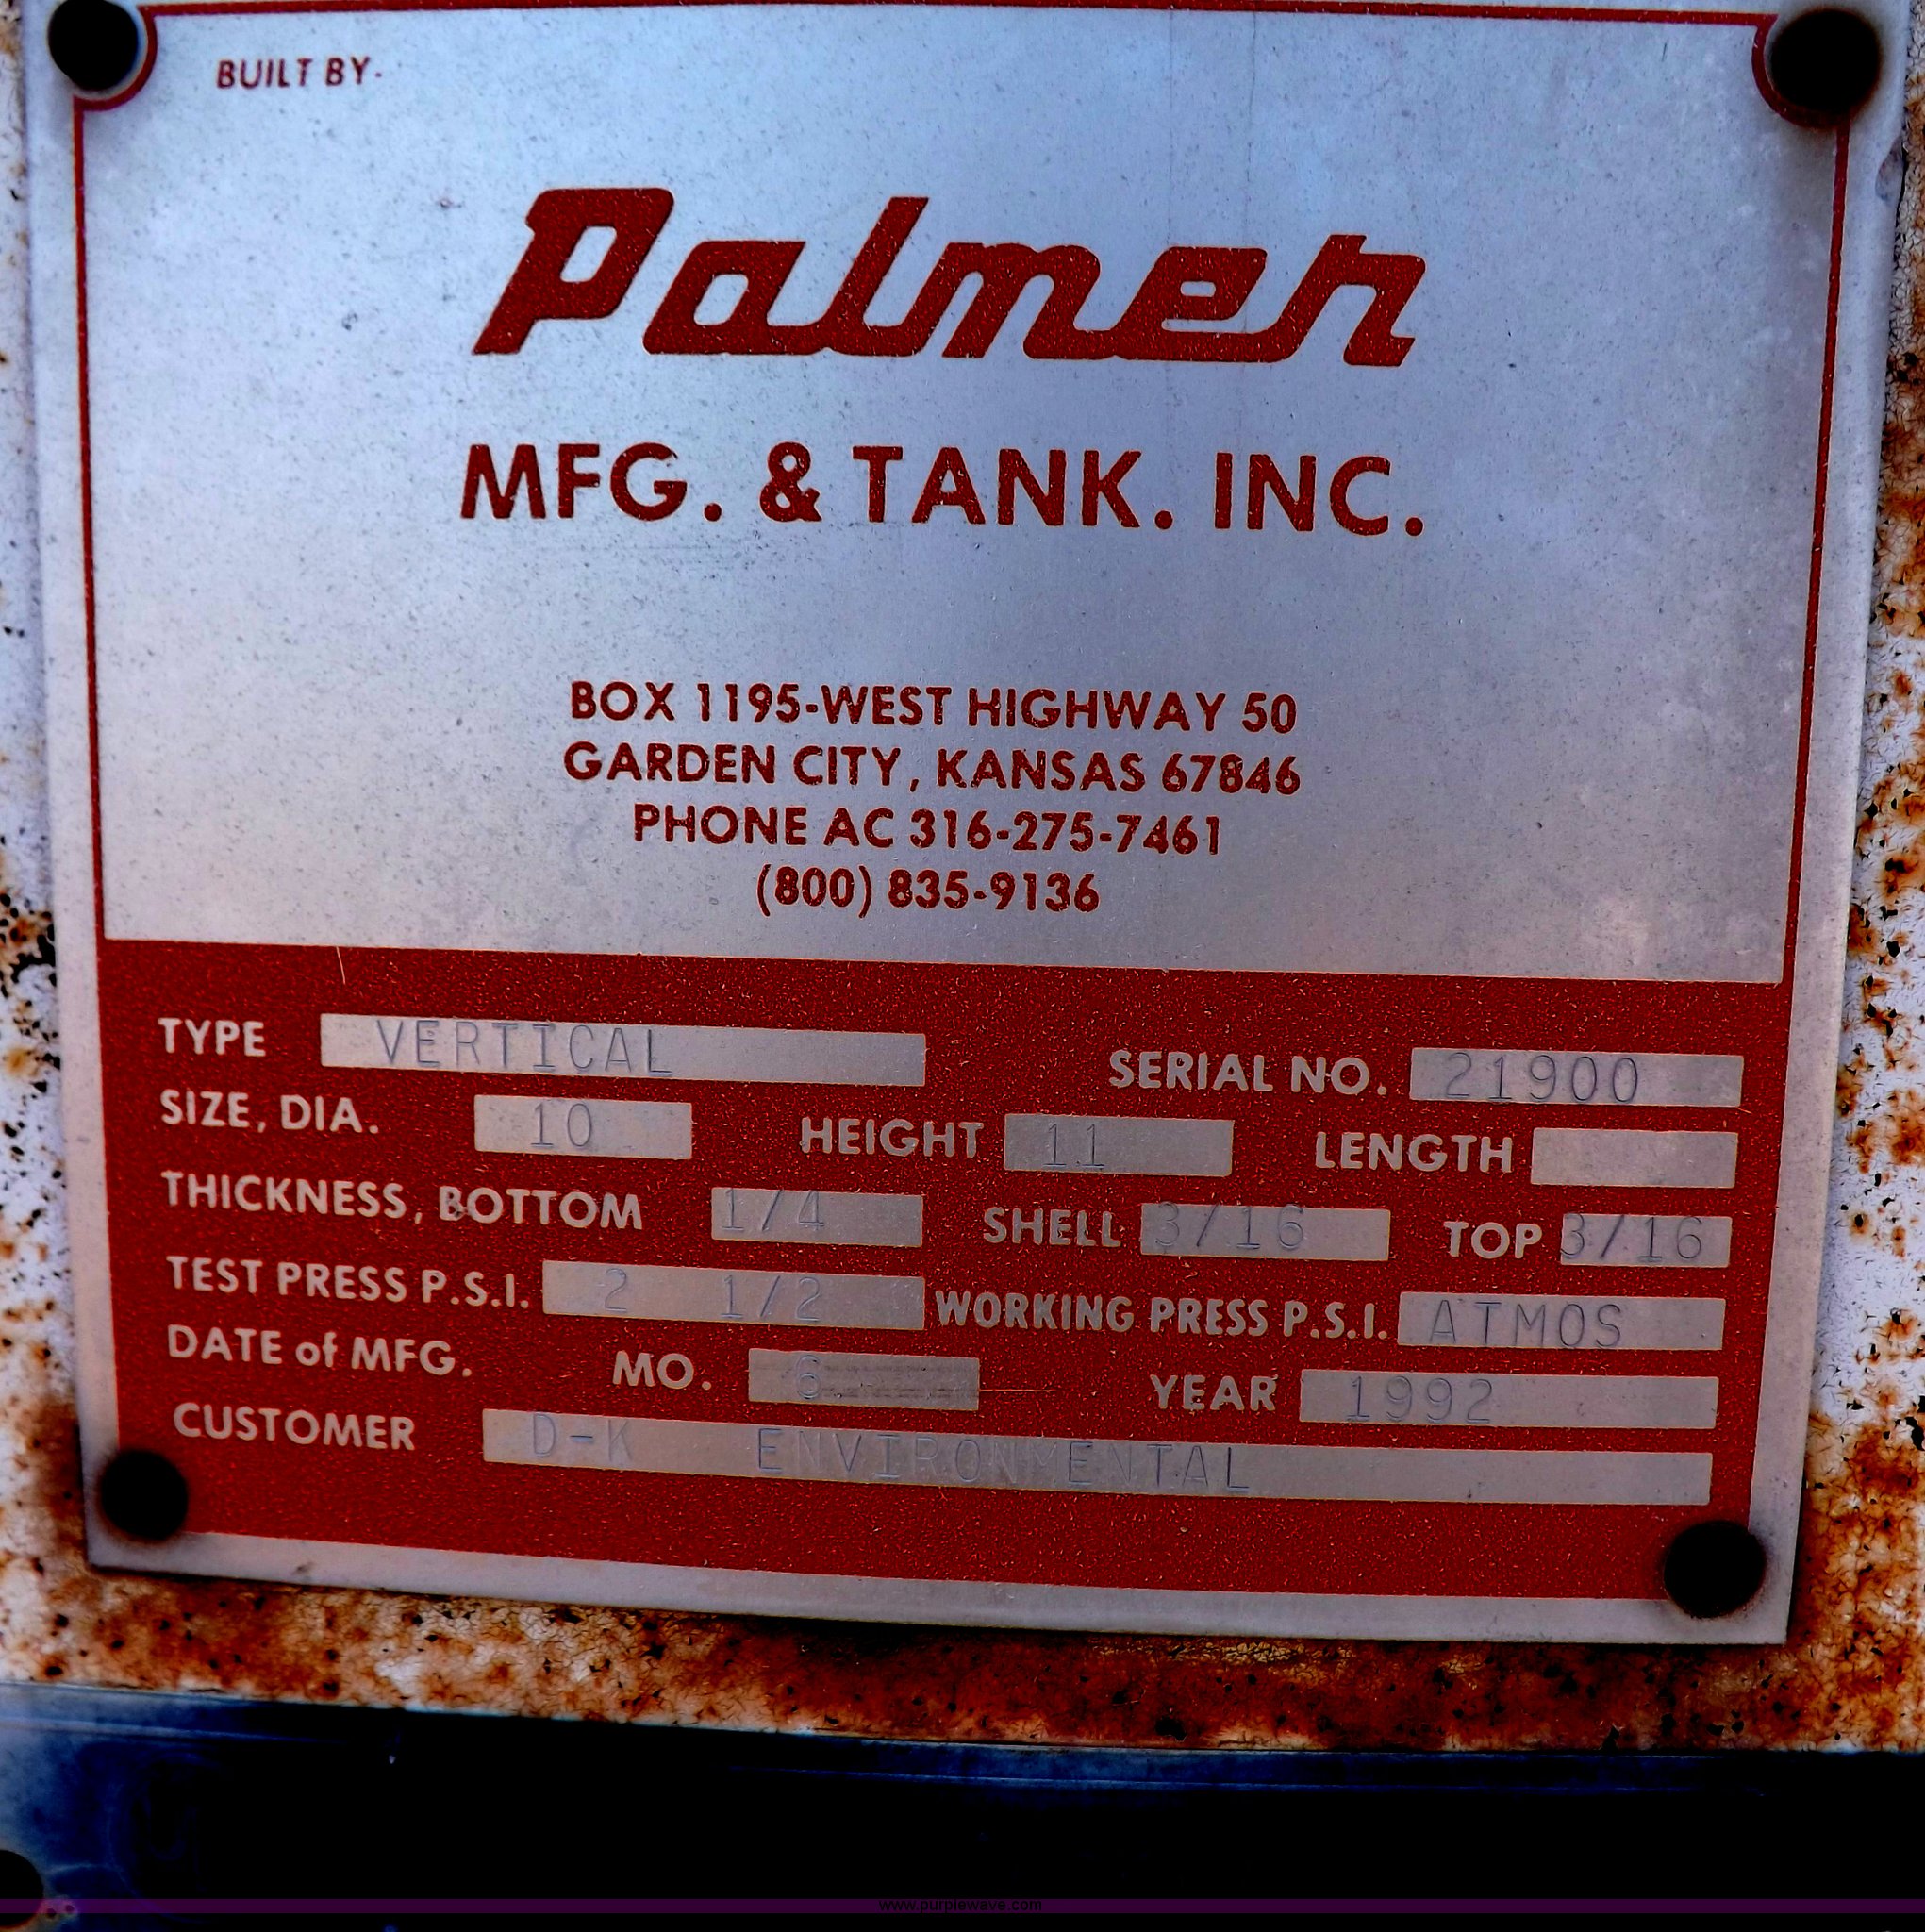 BUILT BY-
Palmer
MFG. & TANK. INC.
BOX 1195-WEST HIGHWAY 50
GARDEN CITY, KANSAS 67846
PHONE AC 316-275-7461
(800) 835-9136
TYPE VERTICAL SERIAL NO. 21900
SIZE, DIA. 10 HEIGHT 11 LENGTH
THICKNESS, BOTTOM 1/4 SHELL 3/16 TOP 3/16
TEST PRESS P.S.I. 2 1/2 WORKING PRESS P.S.I. ATMOS
DATE of MFG. MO. 6 YEAR 1992
CUSTOMER D-K ENVIRONMENTAL
www.purplewave.com